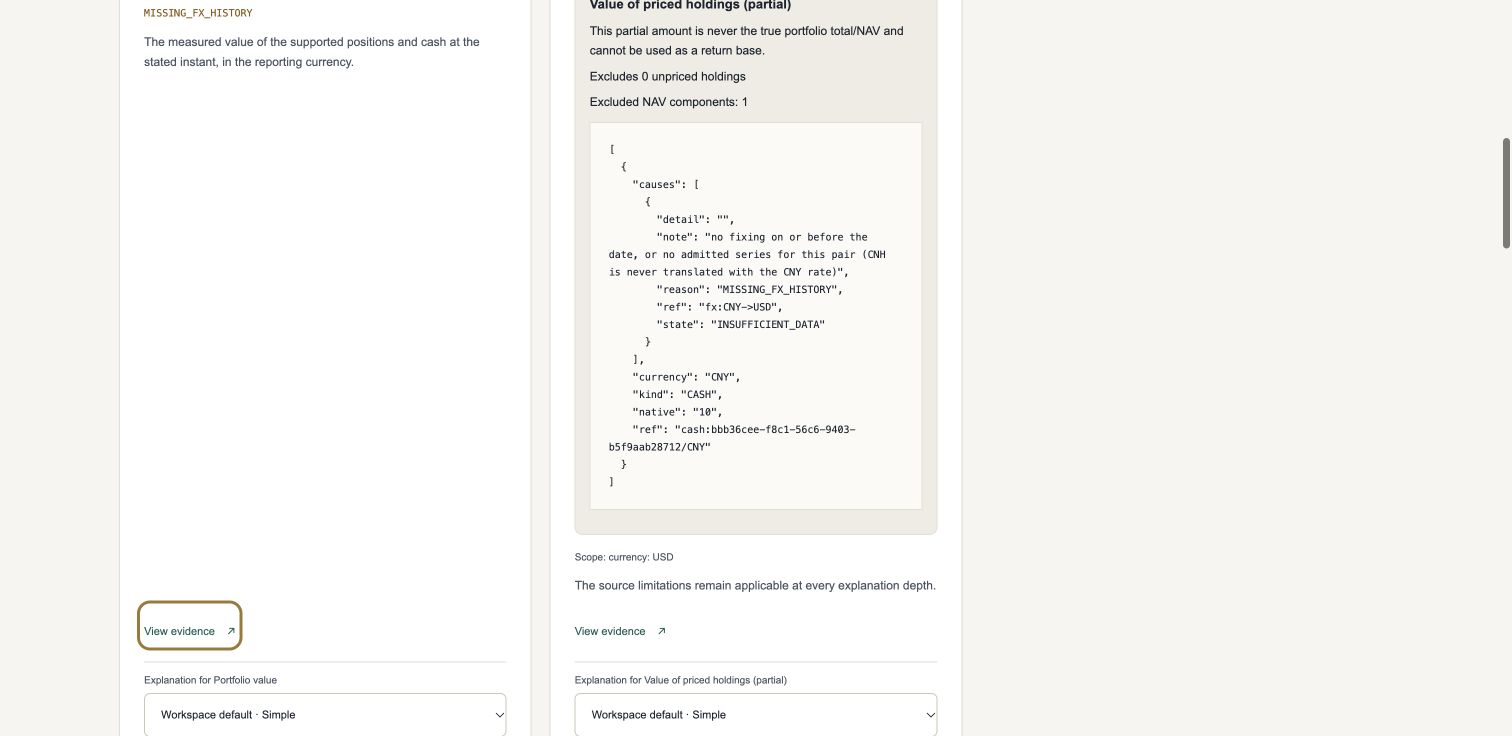 MISSING_FX_HISTORY
The measured value of the supported positions and cash at the
stated instant, in the reporting currency.
View evidence ↗
Explanation for Portfolio value
Workspace default · Simple
Value of priced holdings (partial)
This partial amount is never the true portfolio total/NAV and
cannot be used as a return base.
Excludes 0 unpriced holdings
Excluded NAV components: 1
[
  {
    "causes": [
      {
        "detail": "",
        "note": "no fixing on or before the
date, or no admitted series for this pair (CNH
is never translated with the CNY rate)",
        "reason": "MISSING_FX_HISTORY",
        "ref": "fx:CNY->USD",
        "state": "INSUFFICIENT_DATA"
      }
    ],
    "currency": "CNY",
    "kind": "CASH",
    "native": "10",
    "ref": "cash:bbb36cee-f8c1-56c6-9403-
b5f9aab28712/CNY"
  }
]
Scope: currency: USD
The source limitations remain applicable at every explanation depth.
View evidence ↗
Explanation for Value of priced holdings (partial)
Workspace default · Simple